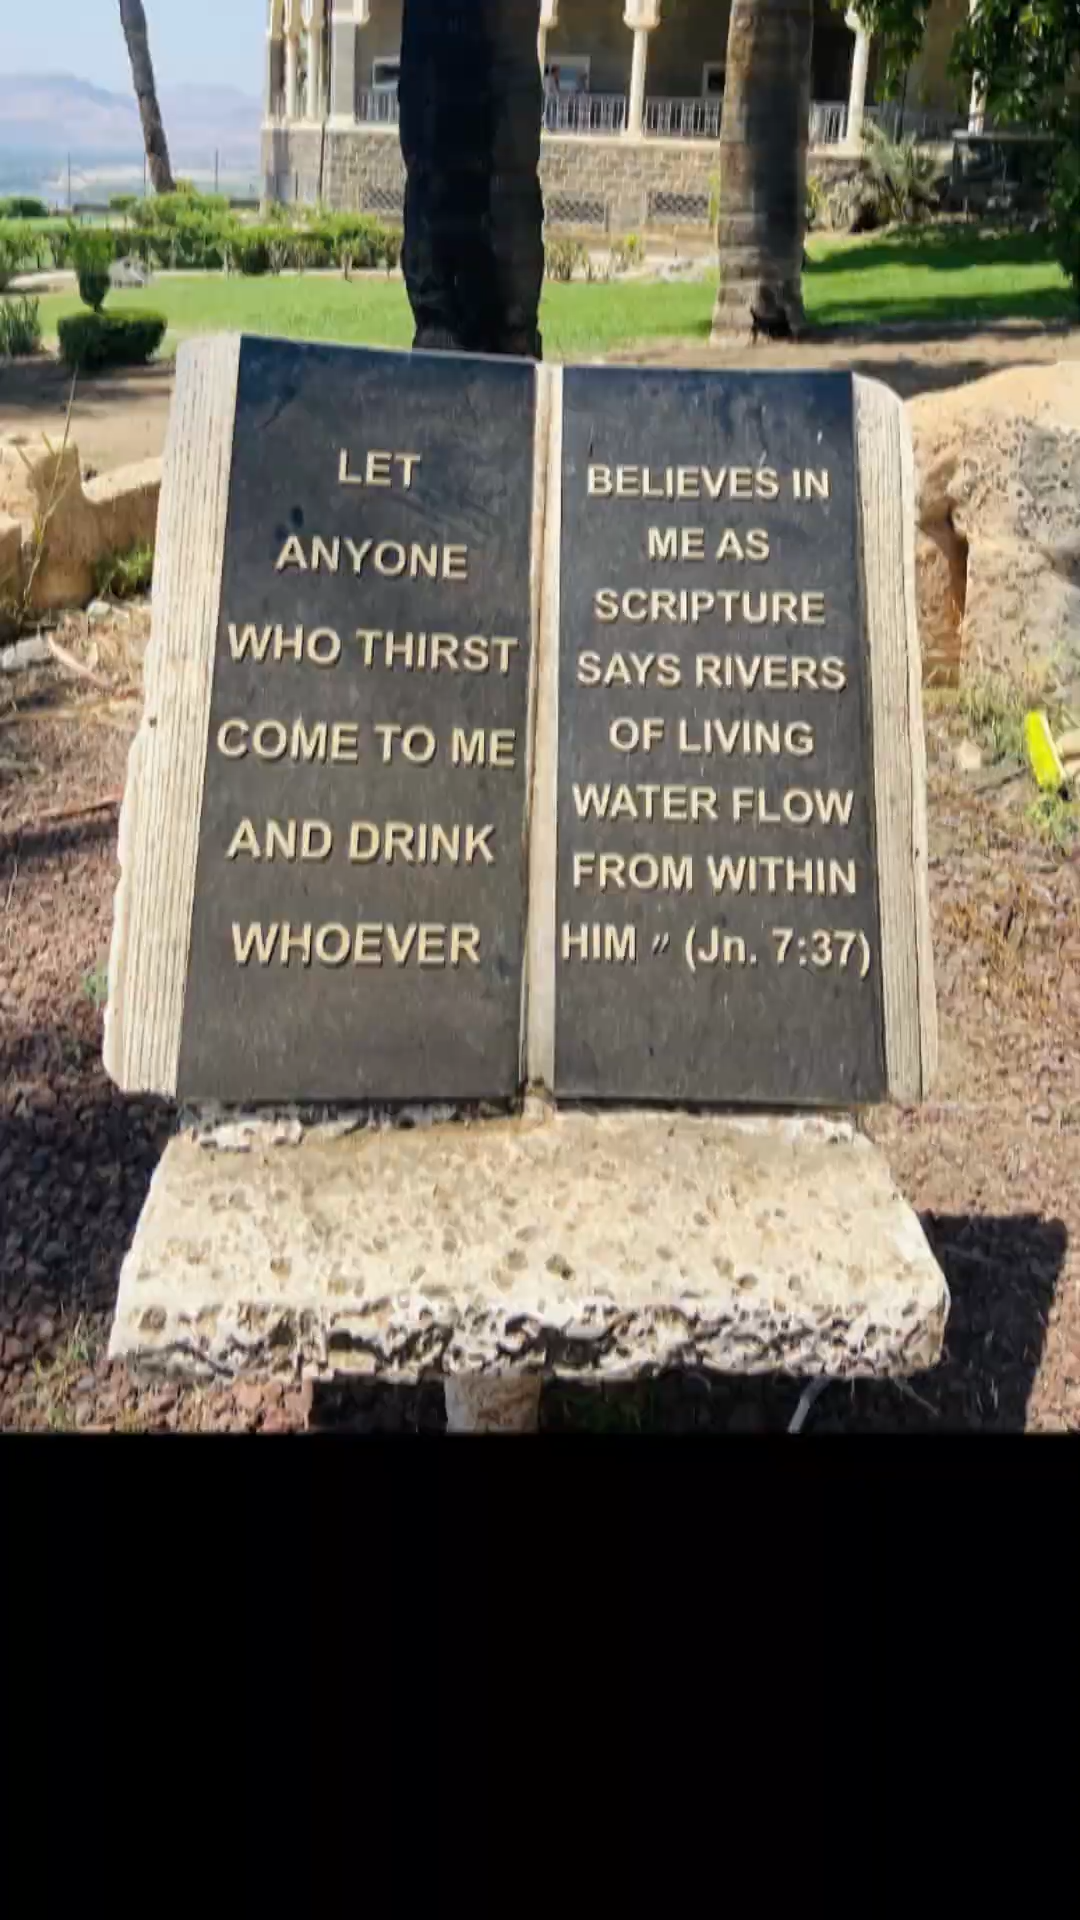 LET
ANYONE
WHO THIRST
COME TO ME
AND DRINK
WHOEVER
BELIEVES IN
ME AS
SCRIPTURE
SAYS RIVERS
OF LIVING
WATER FLOW
FROM WITHIN
HIM " (Jn. 7:37)